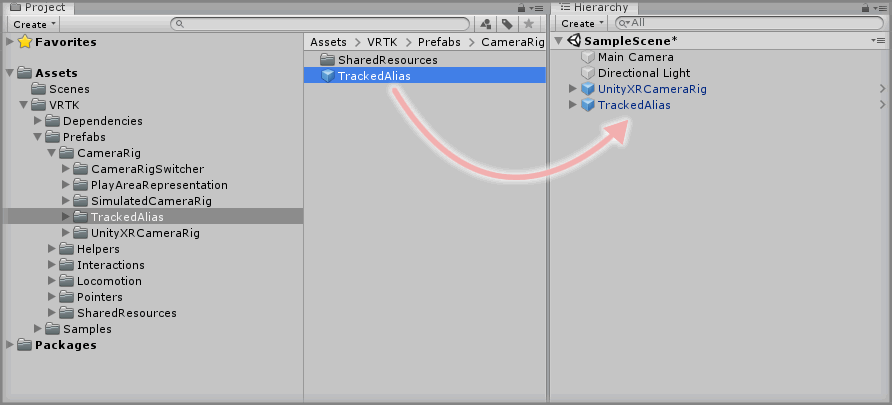 Project
Create
Favorites
Assets
Scenes
VRTK
Dependencies
Prefabs
CameraRig
CameraRigSwitcher
PlayAreaRepresentation
SimulatedCameraRig
TrackedAlias
UnityXRCameraRig
Helpers
Interactions
Locomotion
Pointers
SharedResources
Samples
Packages
Assets VRTK Prefabs CameraRig
SharedResources
TrackedAlias
Hierarchy
Create All
SampleScene*
Main Camera
Directional Light
UnityXRCameraRig
TrackedAlias